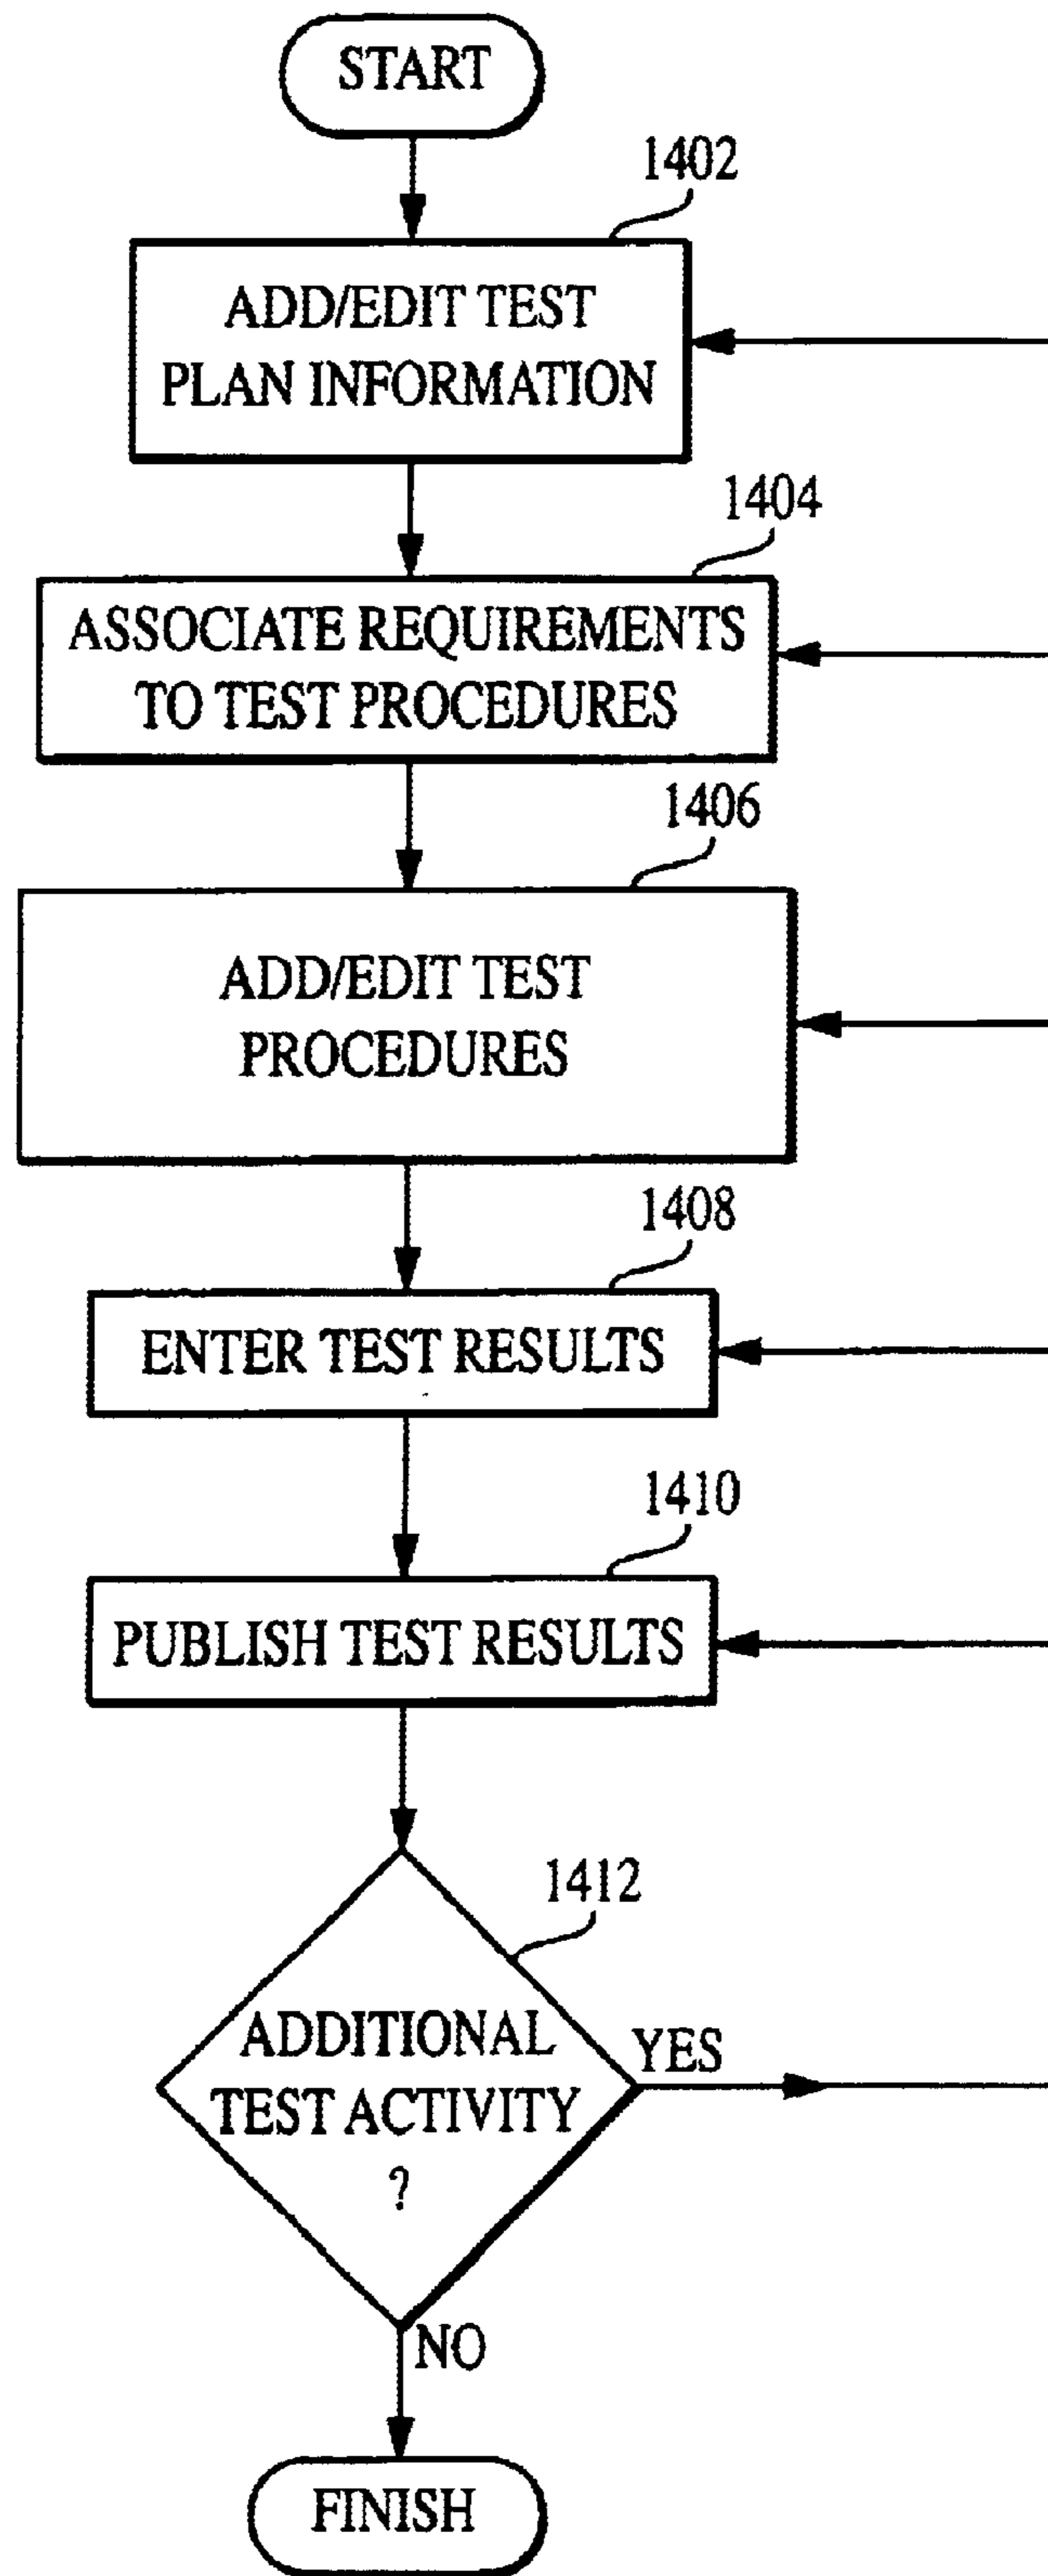 START
1402
ADD/EDIT TEST
PLAN INFORMATION
1404
ASSOCIATE REQUIREMENTS
TO TEST PROCEDURES
1406
ADD/EDIT TEST
PROCEDURES
1408
ENTER TEST RESULTS
1410
PUBLISH TEST RESULTS
1412
ADDITIONAL
TEST ACTIVITY
?
YES
NO
FINISH